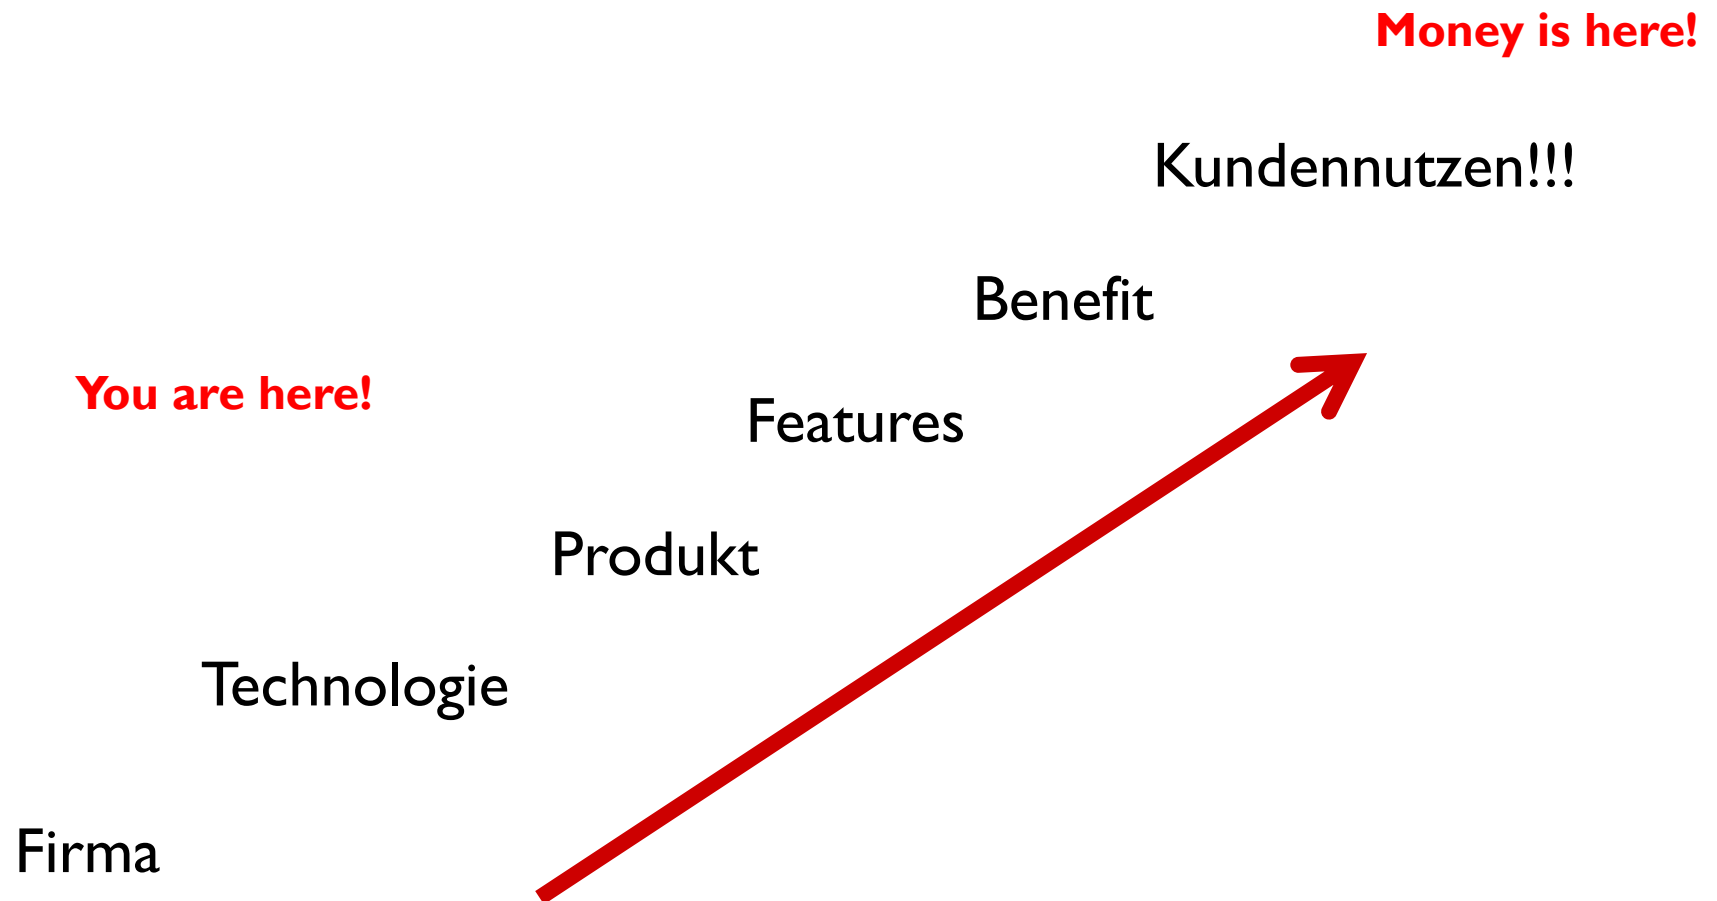 Money is here!
Kundennutzen!!!
Benefit
You are here!
Features
Produkt
Technologie
Firma